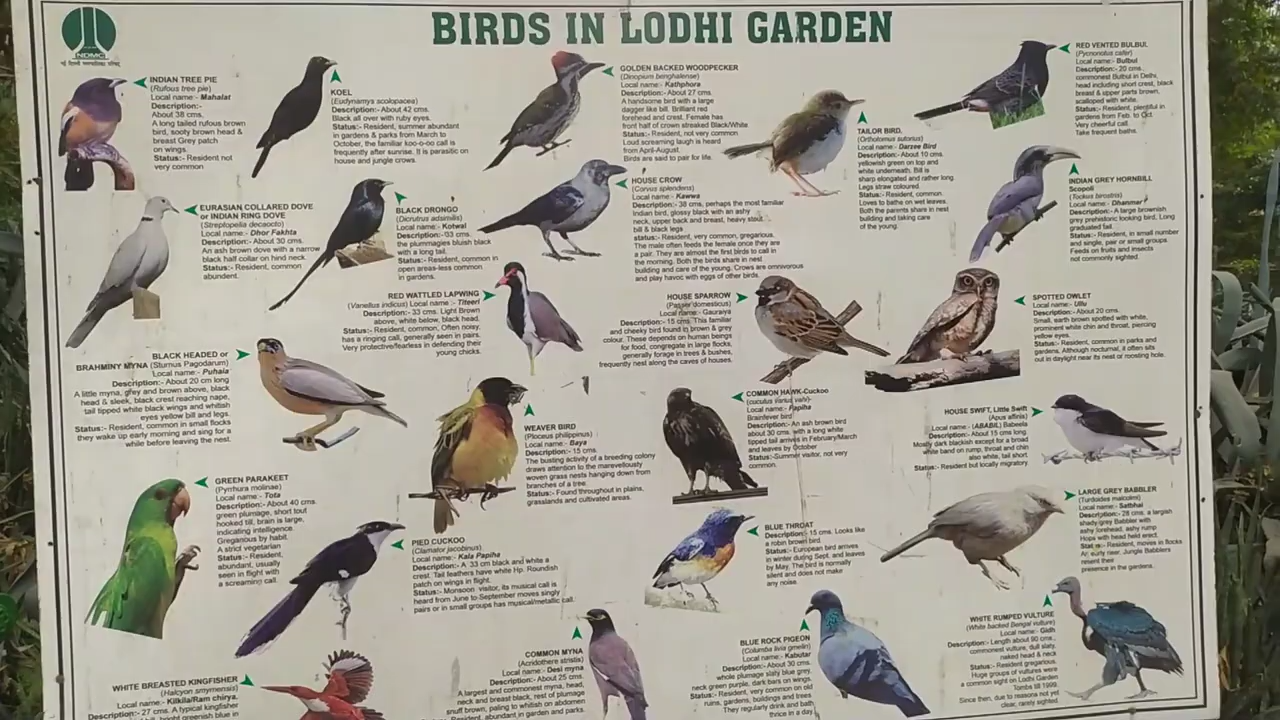 BIRDS IN LODHI GARDEN
NDMC
INDIAN TREE PIE
(Rufous tree pie)
Local name:- Mahalat
Description:-
About 38 cms.
A long tailed rufous brown
bird, sooty brown head &
breast Grey patch
on wings.
Status:- Resident not
very common
KOEL
(Eudynamys scolopacea)
Description:- About 42 cms.
Black all over with ruby eyes.
Status:- Resident, summer abundant
in gardens & parks from March to
October, the familiar koo-o-oo call is
frequently after sunrise. It is parasitic on
house and jungle crows.
GOLDEN BACKED WOODPECKER
(Dinopium benghalense)
Local name:- Kathphora
Description:- About 27 cms.
A handsome bird with a large
dagger like bill. Brilliant red
forehead and crest. Female has
front half of crown streaked Black/White
Status:- Resident, not very common
Loud screaming laugh is heard
from April-August.
Birds are said to pair for life.
TAILOR BIRD.
(Orthotomus sutorius)
Local name:- Darzee Bird
Description:- About 10 cms.
yellowish green on top and
white underneath. Bill is
sharp elongated and rather long.
Legs straw coloured.
Status:- Resident, common.
Loves to bathe on wet leaves.
Both the parents share in nest
building and taking care
of the young.
RED VENTED BULBUL
(Pycnonotus cafer)
Local name:- Bulbul
Description:- 20 cms.,
commonest Bulbul in Delhi,
head including short crest, black
breast & upper parts brown,
scalloped with white.
Status:- Resident, plentiful in
gardens from Feb. to Oct.
Very cheerful call.
Take frequent baths.
EURASIAN COLLARED DOVE
or INDIAN RING DOVE
(Streptopelia decaocto)
Local name:- Dhor Fakhta
Description:- About 30 cms.
An ash brown dove with a narrow
black half collar on hind neck.
Status:- Resident, common
abundent.
BLACK DRONGO
(Dicrutus adsimilis)
Local name:- Kotwal
Description:- 33 cms.
the plummagies bluish black
with a long tail.
Status:- Resident, common in
open areas-less common
in gardens.
HOUSE CROW
(Corvus splendens)
Local name:- Kawwa
Description:- 38 cms, perhaps the most familiar
Indian bird, glossy black with an ashy
neck, upper back and breast, heavy stout
bill & black legs
status:- Resident, very common, gregarious.
The male often feeds the female once they
are a pair. They are almost the first birds to call in
the morning. Both the birds share in nest
building and care of the young. Crows are omnivorous
and play havoc with eggs of other birds.
INDIAN GREY HORNBILL
Scopoli
(Tockus birostris)
Local name:- Dhanmar
Description:- A large brownish
grey prehistoric looking bird, Long
graduated tail.
status:- Resident, in small number
and single, pair or small groups
Feeds on fruits and insects
not commonly sighted.
RED WATTLED LAPWING
(Vanellus indicus) Local name :- Titeeri
Description:- 33 cms. Light Brown
above, white below, black head.
Status:- Resident, common, Often noisy,
has a ringing call, generally seen in pairs.
Very protective/fearless in defending their
young chicks.
HOUSE SPARROW
(Passer domesticus)
Local name:- Gauraiya
Description:- 15 cms. This familiar
and cheeky bird found in brown & grey
colour. These depends on human beings
for food, congregate in large flocks,
generally forage in trees & bushes,
frequently nest along the caves of houses.
SPOTTED OWLET
Local name:- Ullu
Description:- About 20 cms.
Small, earth brown spotted with white,
prominent white chin and throat, piercing
yellow eyes.
Status:- Resident, common in parks and
gardens. Although nocturnal, it often sits
out in daylight near its nest or roosting hole.
BLACK HEADED or
BRAHMINY MYNA (Sturnus Pagodarum)
Local name:- Puhaia
Description:- About 20 cm long
A little myna, grey and brown above, black
head & sleek, black crest reaching nape,
tail tipped white black wings and whitish
eyes yellow bill and legs.
Status:- Resident, common in small flocks
they wake up early morning and sing for a
while before leaving the nest.
WEAVER BIRD
(Ploceus philippinus)
Local name:- Baya
Description:- 15 cms.
The busting activity of a breeding colony
draws attention to the marevellously
woven grass nests hanging down from
branches of a tree.
Status:- Found throughout in plains,
grasslands and cultivated areas.
COMMON HAWK-Cuckoo
(cuculus varius valv)-
Local name:- Papiha
Brainfever bird
Description:- An ash brown bird
about 30 cms. with a long white
tipped tail arrives in February/March
and leaves by October
Status:-Summer visitor, not very
common.
HOUSE SWIFT, Little Swift
(Apus affinis)
Local name:- (ABABIL) Babeela
Description:- About 15 cms long
Mostly dark blackish except for a broad
white band on rump, throat and chin
also white, tail short.
Status:- Resident but locally migratory
GREEN PARAKEET
(Pyrrhura molinae)
Local name:- Tota
Description:- About 40 cms.
green plumage, short tout
hooked till, brain is large,
indicating intelligence
Greganous by habit.
A strict vegetarian
Status:- Resident,
abundant, usually
seen in flight with
a screaming call.
PIED CUCKOO
(Clamator jacobinus)
Local name:- Kala Papiha
Description:- A 33 cm black and white a
crest. Tail feathers have white Hp. Roundish
patch on wings in flight.
Status:- Monsoon visitor, its musical call is
heard from June to September moves singly
pairs or in small groups has musical/metallic call.
BLUE THROAT
Description:- 15 cms. Looks like
a robin brown bird.
Status:- European bird arrives
in winter during Sept. and leaves
by May. The bird is normally
silent and does not make
any noise.
LARGE GREY BABBLER
(Turdoides malcolmi)
Local name:- Satbhai
Description:- 28 cms, a largish
shady-gray Babbler with
ashy forehead, ashy rump
Hops with head held erect.
Status:- Resident, moves in flocks
early near, Jungle Babblers
resent their
presence in the gardens.
WHITE RUMPED VULTURE
(White backed Bengal vulture)
Local name:- Gidh
Description:- Length about 90 cms.,
commonest vulture, dull slaty,
naked head & neck
Status:- Resident gregarious.
Huge groups of vultures were
a common sight on Lodhi Garden
Tombs till 1999.
Since then, due to reasons not yet
clear, rarely sighted.
WHITE BREASTED KINGFISHER
(Halcyon smyrnensis)
Local name:- Kilkila/Ram chirya.
Description:- 27 cms. A typical kingfisher
bright greenish blue in
COMMON MYNA
(Acridothere stristia)
Local name:- Desi myna
Description:- About 25 cms.
A largest and commonest myna, head,
neck and breast black, rest of plumage
snuff brown, paling to whitish on abdomen
Resident, abundant in garden and parks.
BLUE ROCK PIGEON
(Columba livia gmelin)
Local name:- Kabutar
Description:- About 30 cms.
whole plumage slaty blue grey,
neck green purple, dark bars on wings.
Status:- Resident, very common on old
ruins, gardens, buildings and trees
They regularly drink and bath
thrice in a day.